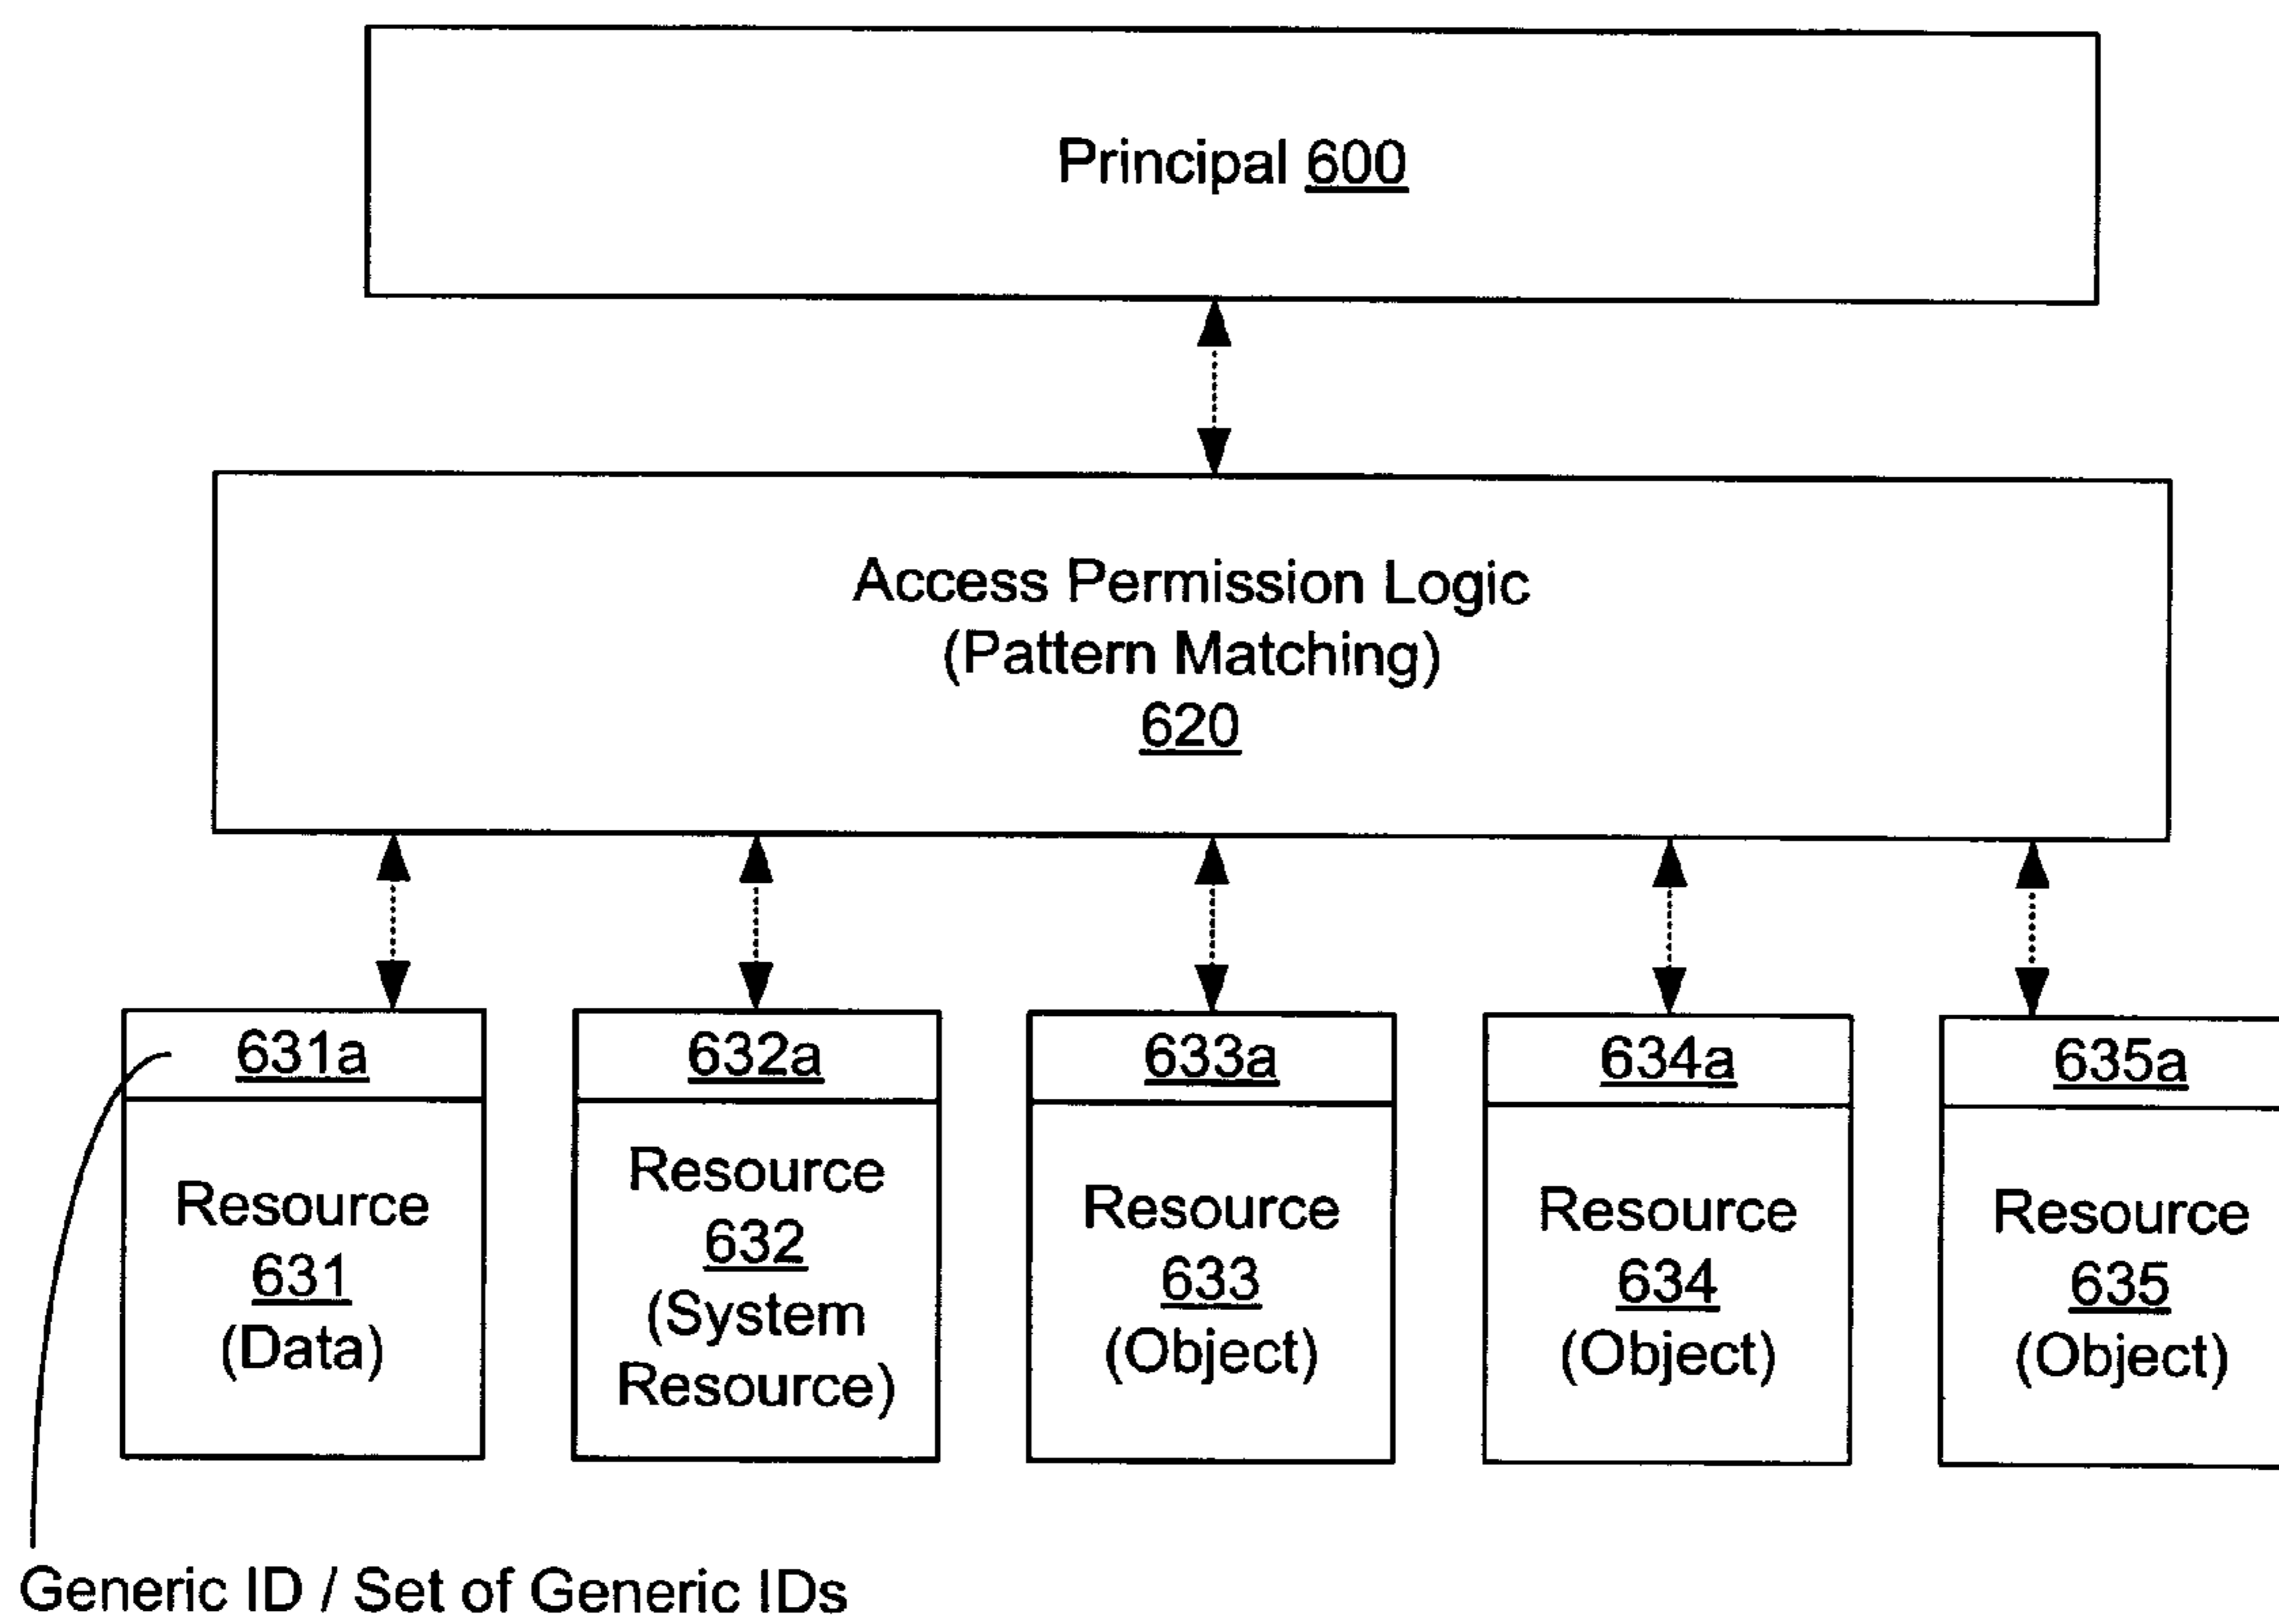 Principal 600
Access Permission Logic
(Pattern Matching)
620
631a
632a
633a
634a
635a
Resource
631
(Data)
Resource
632
(System
Resource)
Resource
633
(Object)
Resource
634
(Object)
Resource
635
(Object)
Generic ID / Set of Generic IDs